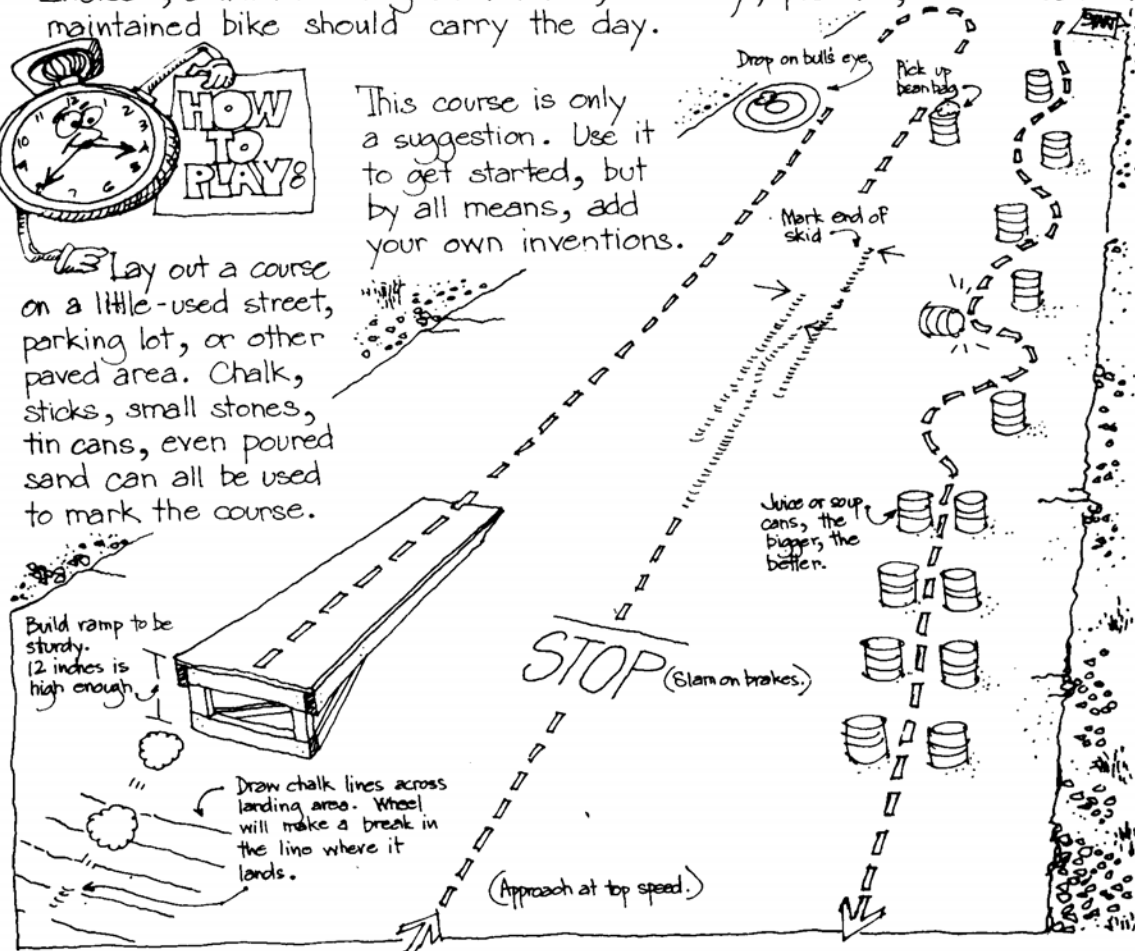 maintained bike should carry the day.
HOW
TO
PLAY:
This course is only
a suggestion. Use it
to get started, but
by all means, add
your own inventions.
Lay out a course
on a little-used street,
parking lot, or other
paved area. Chalk,
sticks, small stones,
tin cans, even poured
sand can all be used
to mark the course.
Drop on bull's eye
Pick up
bean bag
START
Mark end of
skid
Juice or soup
cans, the
bigger, the
better.
Build ramp to be
sturdy.
12 inches is
high enough
STOP (Slam on brakes.)
Draw chalk lines across
landing area. Wheel
will make a break in
the line where it
lands.
(Approach at top speed.)